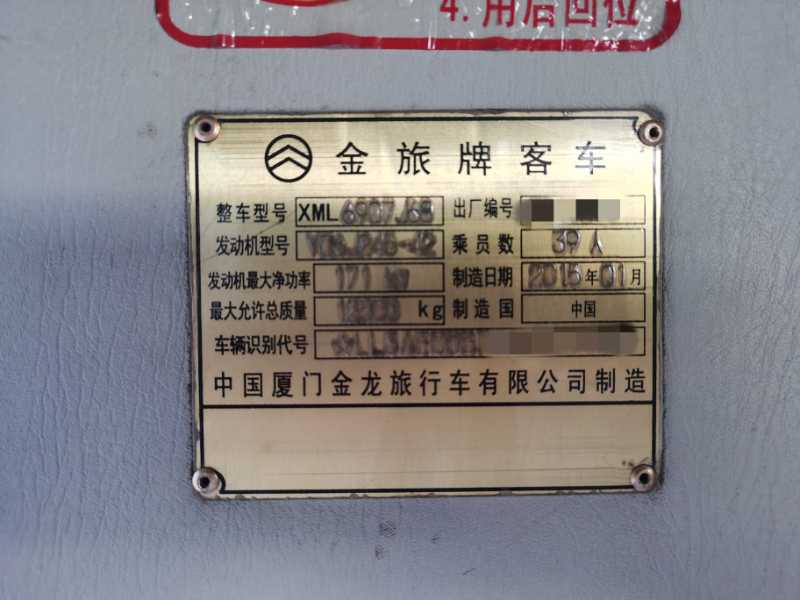 4. 用后回位
金旅牌客车
整车型号 XML6907J68 出厂编号
发动机型号 乘员数 39人
发动机最大净功率 171 kw 制造日期 2015年01月
最大允许总质量 kg 制造国 中国
车辆识别代号
中国厦门金龙旅行车有限公司制造